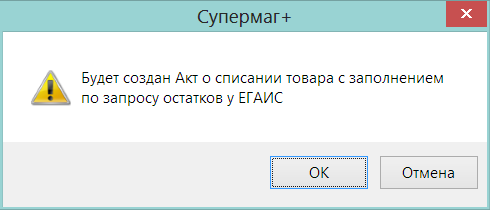 Супермаг+
Будет создан Акт о списании товара с заполнением
по запросу остатков у ЕГАИС
ОК
Отмена